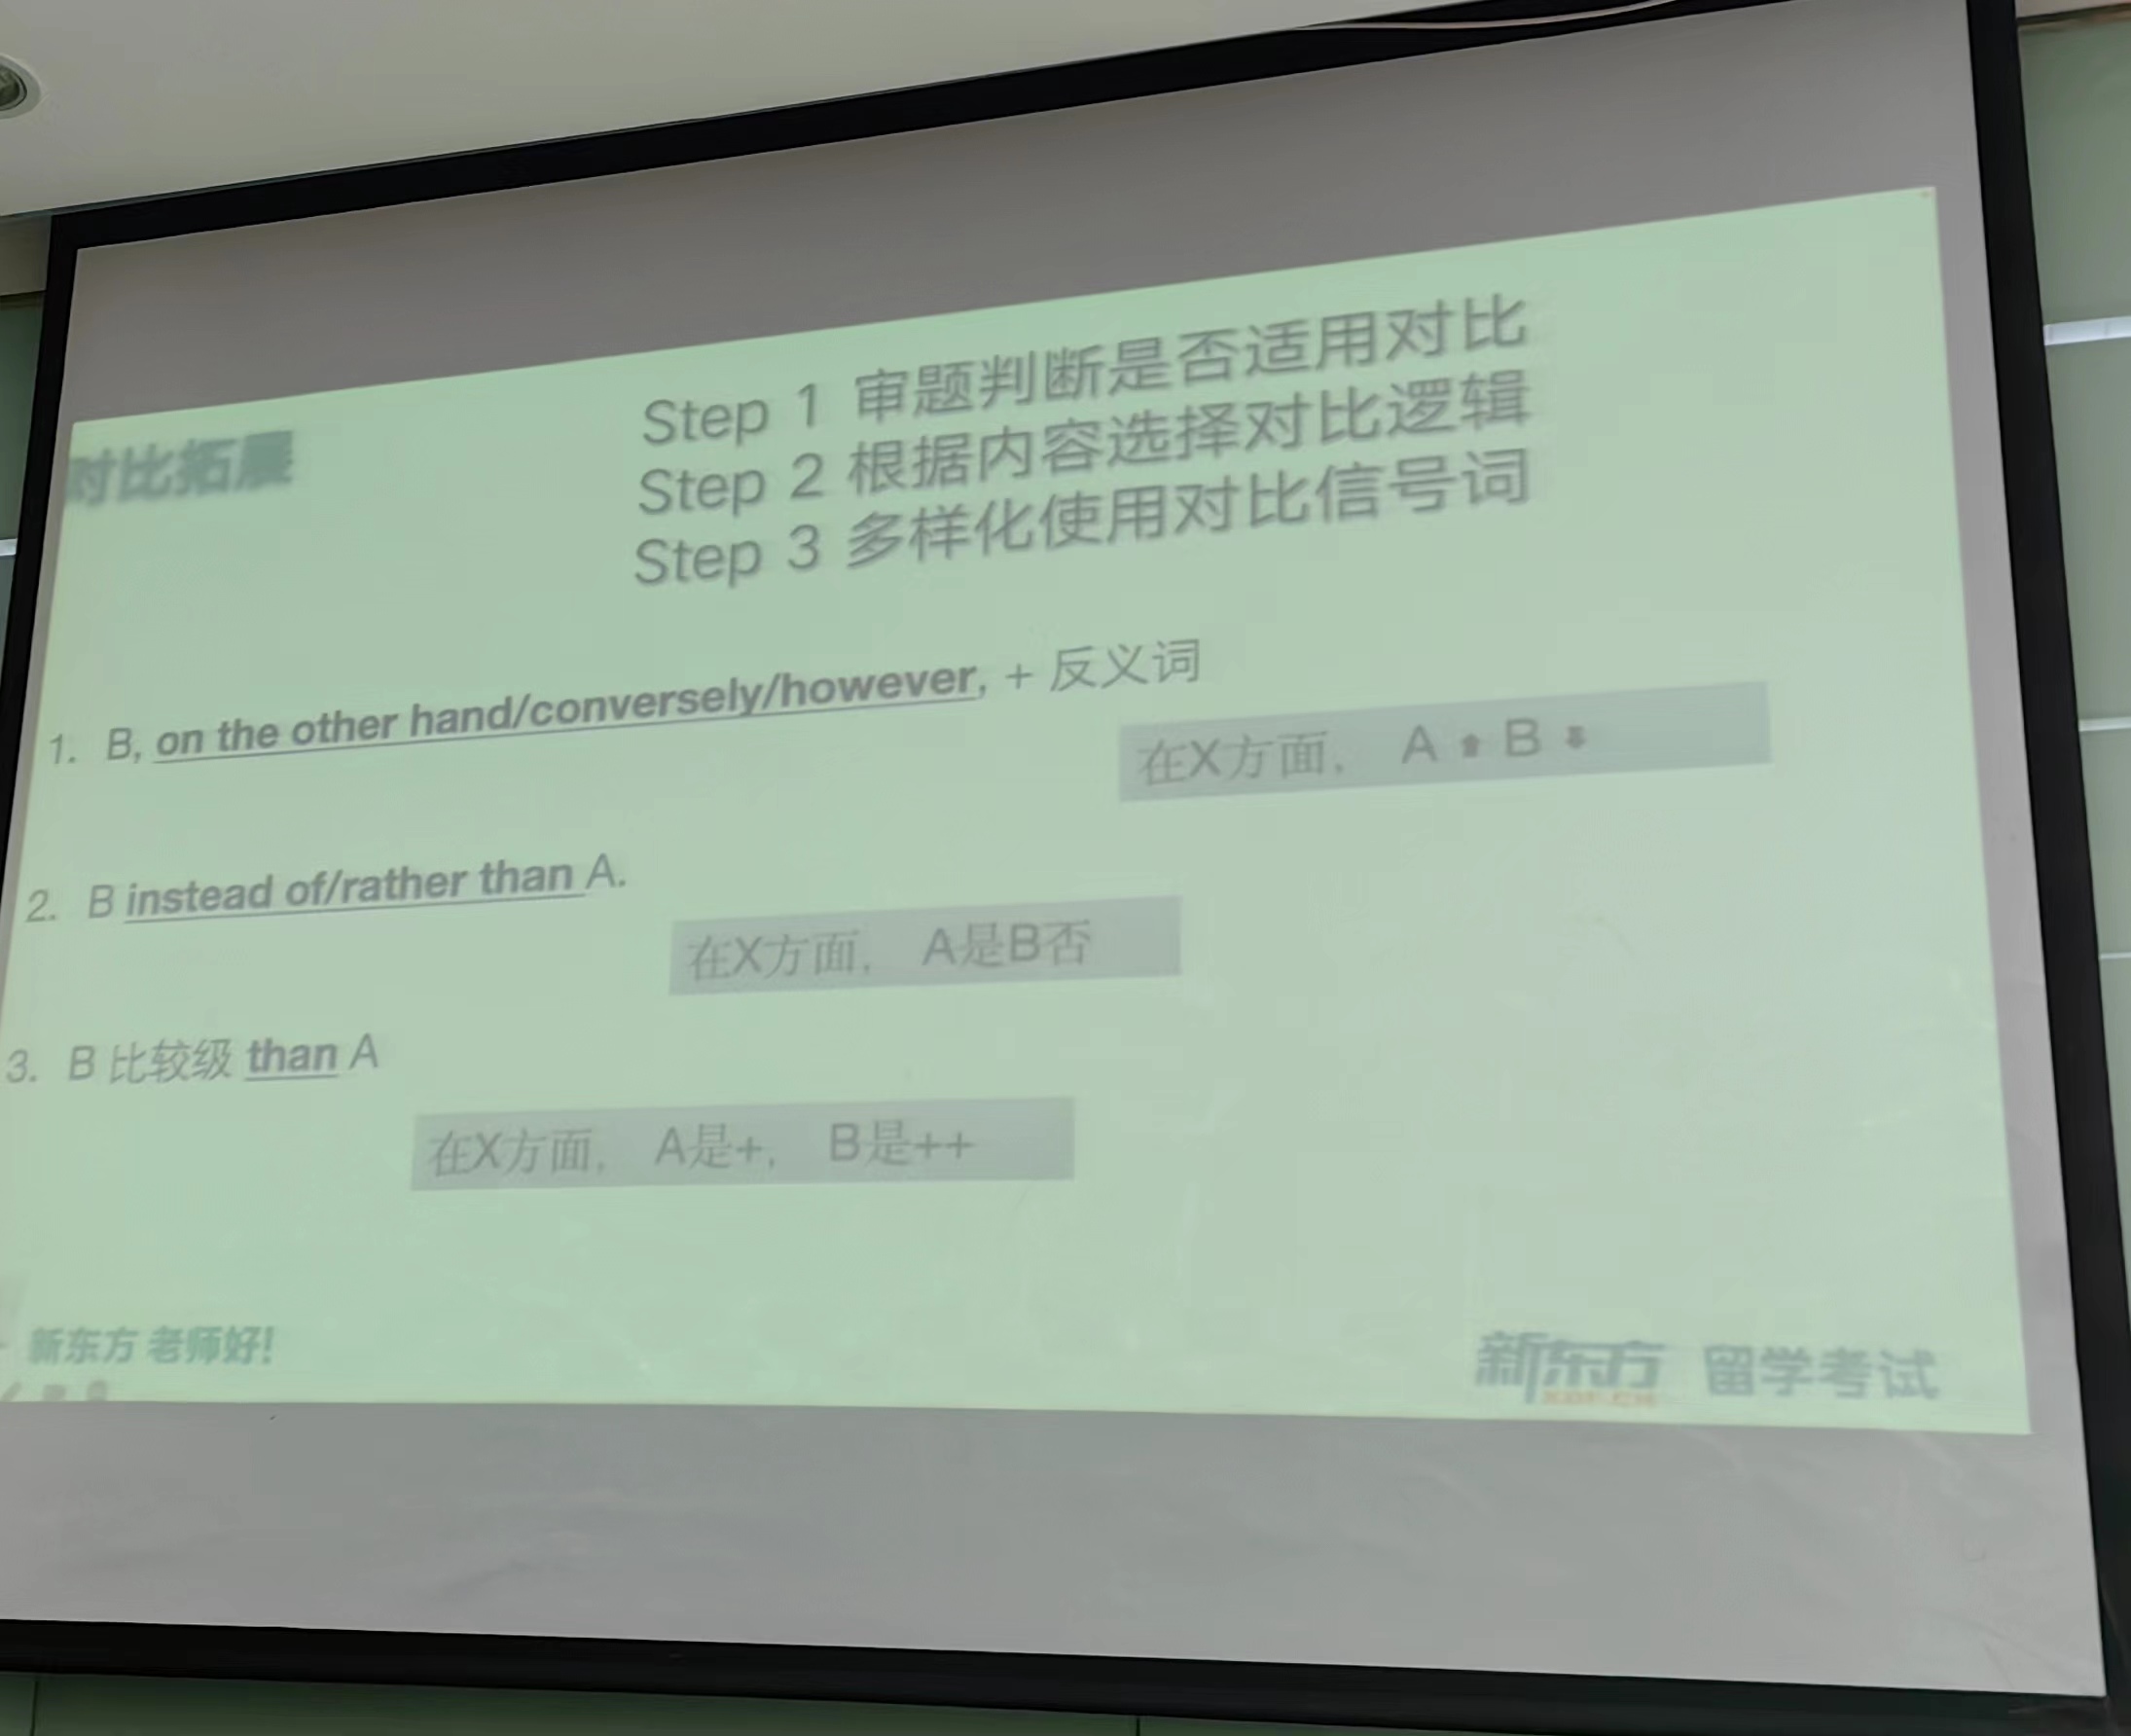 对比拓展
Step 1 审题判断是否适用对比
Step 2 根据内容选择对比逻辑
Step 3 多样化使用对比信号词
1. B, on the other hand/conversely/however, + 反义词
在X方面， A ⬆ B ⬇
2. B instead of/rather than A.
在X方面， A是B否
3. B 比较级 than A
在X方面， A是+， B是++
新东方 老师好!
新东方 留学考试
XDF.CN